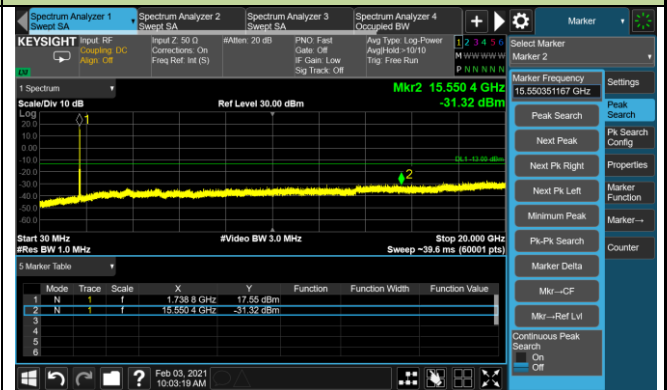 Spectrum Analyzer 1
Swept SA
Spectrum Analyzer 2
Swept SA
Spectrum Analyzer 3
Swept SA
Spectrum Analyzer 4
Occupied BW
+
Marker
KEYSIGHT
Input: RF
Coupling: DC
Align: Off
Input Z: 50 Ω
Corrections: On
Freq Ref: Int (S)
#Atten: 20 dB
PNO: Fast
Gate: Off
IF Gain: Low
Sig Track: Off
Avg Type: Log-Power
Avg|Hold:>10/10
Trig: Free Run
1 2 3 4 5 6
M W W W W W
P N N N N N
LXI
Select Marker
Marker 2
1 Spectrum
Mkr2 15.550 4 GHz
Scale/Div 10 dB
Ref Level 30.00 dBm
-31.32 dBm
Log
20.0
10.0
0.00
-10.0
-20.0
-30.0
-40.0
-50.0
-60.0
1
2
DL1 -13.00 dBm
Start 30 MHz
#Video BW 3.0 MHz
Stop 20.000 GHz
#Res BW 1.0 MHz
Sweep ~39.6 ms (60001 pts)
5 Marker Table
Mode Trace Scale X Y Function Function Width Function Value
1 N 1 f 1.738 8 GHz 17.55 dBm
2 N 1 f 15.550 4 GHz -31.32 dBm
3
4
5
6
Marker Frequency
15.550351167 GHz
Peak Search
Next Peak
Next Pk Right
Next Pk Left
Minimum Peak
Pk-Pk Search
Marker Delta
Mkr→CF
Mkr→Ref Lvl
Continuous Peak
Search
On
Off
Settings
Peak
Search
Pk Search
Config
Properties
Marker
Function
Marker→
Counter
?
Feb 03, 2021
10:03:19 AM